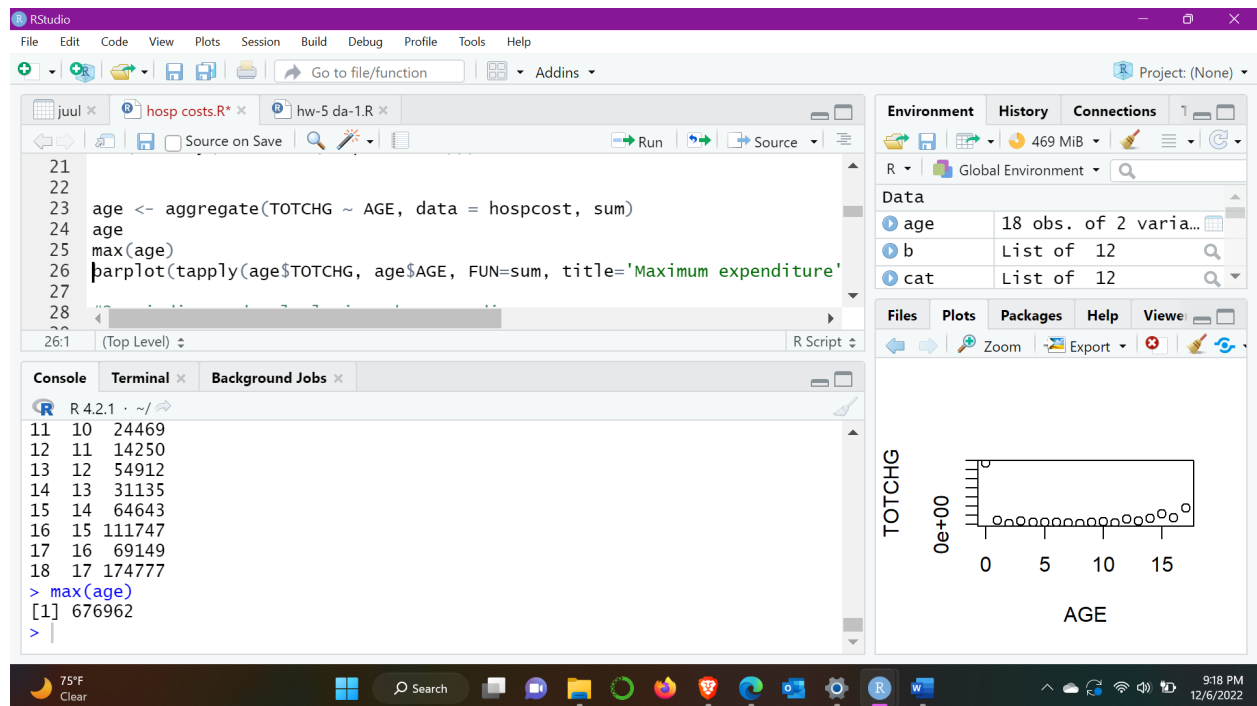 RStudio
File Edit Code View Plots Session Build Debug Profile Tools Help
Go to file/function Addins Project: (None)
juul hosp costs.R* hw-5 da-1.R
Source on Save Run Source
21
22
23 age <- aggregate(TOTCHG ~ AGE, data = hospcost, sum)
24 age
25 max(age)
26 barplot(tapply(age$TOTCHG, age$AGE, FUN=sum, title='Maximum expenditure'
27
28
26:1 (Top Level) R Script
Console Terminal Background Jobs
R 4.2.1 · ~/
11 10 24469
12 11 14250
13 12 54912
14 13 31135
15 14 64643
16 15 111747
17 16 69149
18 17 174777
> max(age)
[1] 676962
>
Environment History Connections
469 MiB
R Global Environment
Data
age 18 obs. of 2 varia…
b List of 12
cat List of 12
Files Plots Packages Help Viewe
Zoom Export
TOTCHG
0e+00
0 5 10 15
AGE
75°F
Clear
Search
9:18 PM
12/6/2022